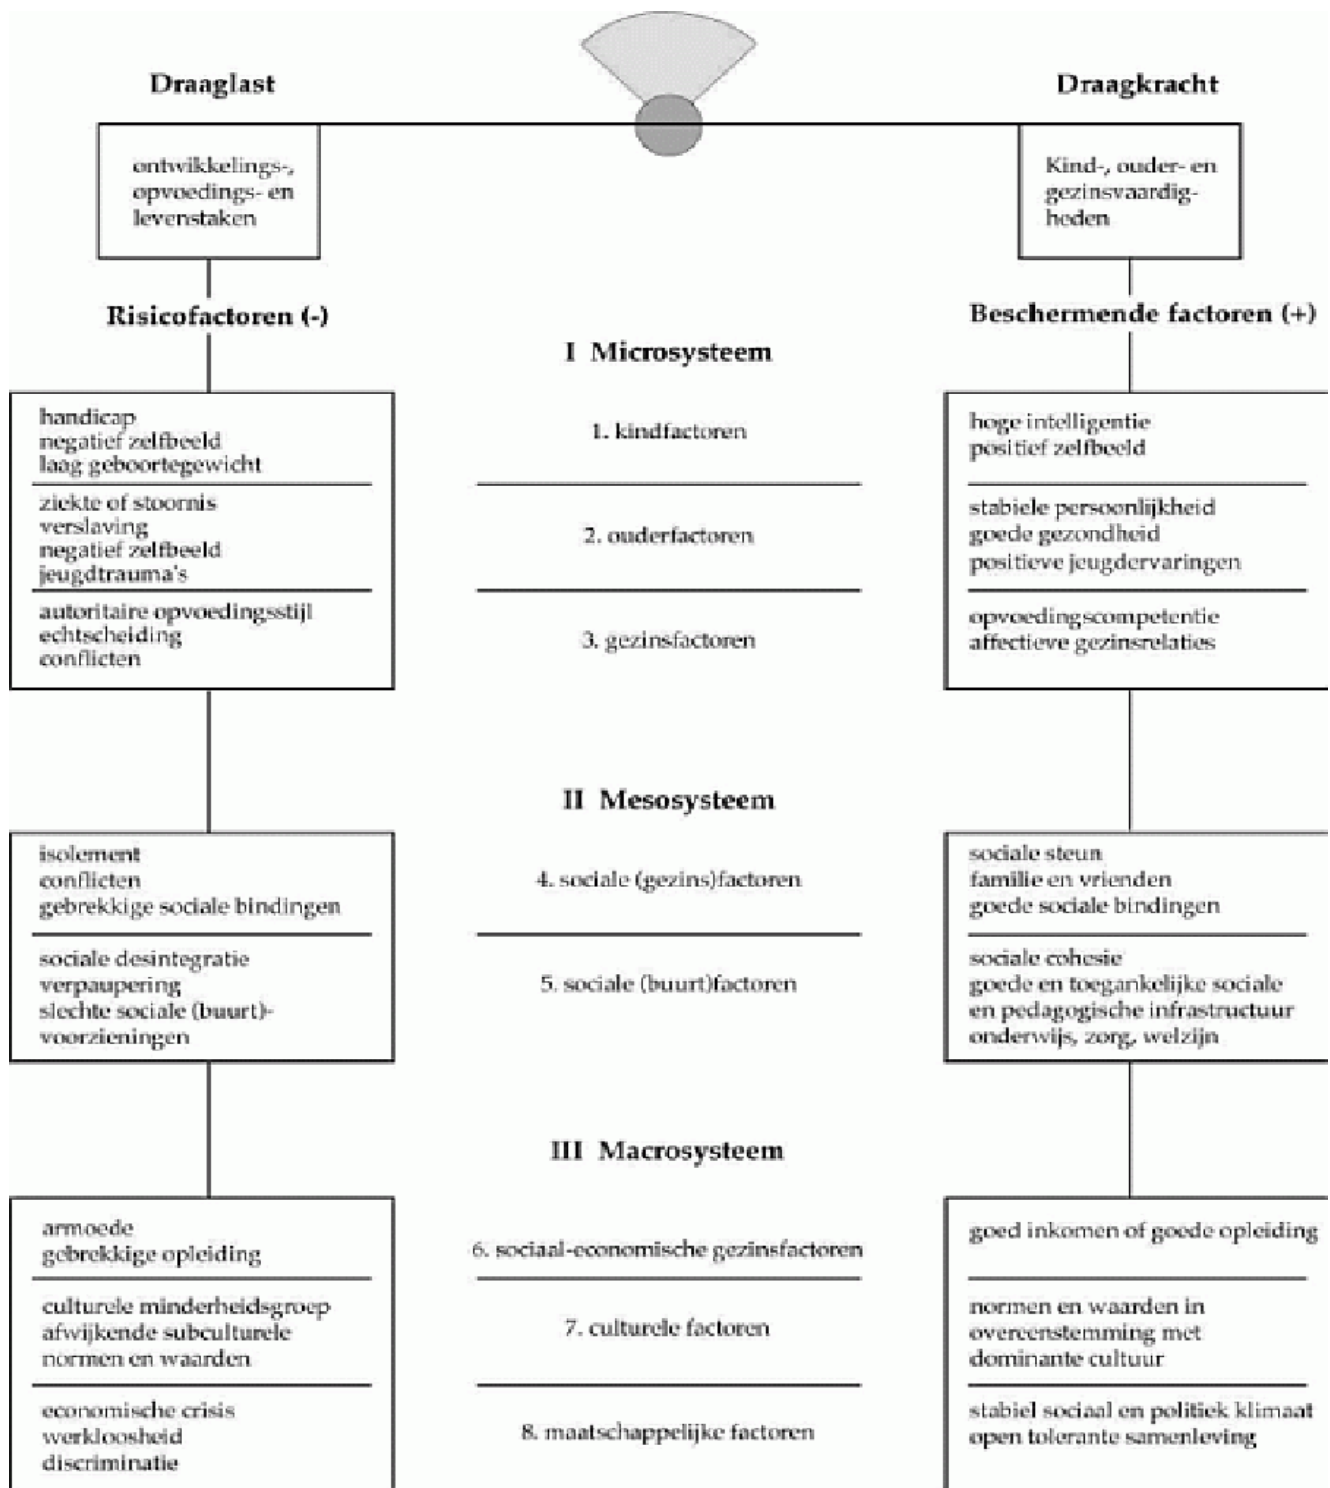 Draaglast
Draagkracht
ontwikkelings-,
opvoedings- en
levenstaken
Kind-, ouder- en
gezinsvaardig-
heden
Risicofactoren (-)
Beschermende factoren (+)
I Microsysteem
handicap
negatief zelfbeeld
laag geboortegewicht
1. kindfactoren
hoge intelligentie
positief zelfbeeld
ziekte of stoornis
verslaving
negatief zelfbeeld
jeugdtrauma's
2. ouderfactoren
stabiele persoonlijkheid
goede gezondheid
positieve jeugdervaringen
autoritaire opvoedingsstijl
echtscheiding
conflicten
3. gezinsfactoren
opvoedingscompetentie
affectieve gezinsrelaties
II Mesosysteem
isolement
conflicten
gebrekkige sociale bindingen
4. sociale (gezins)factoren
sociale steun
familie en vrienden
goede sociale bindingen
sociale desintegratie
verpaupering
slechte sociale (buurt)-
voorzieningen
5. sociale (buurt)factoren
sociale cohesie
goede en toegankelijke sociale
en pedagogische infrastructuur
onderwijs, zorg, welzijn
III Macrosysteem
armoede
gebrekkige opleiding
6. sociaal-economische gezinsfactoren
goed inkomen of goede opleiding
culturele minderheidsgroep
afwijkende subculturele
normen en waarden
7. culturele factoren
normen en waarden in
overeenstemming met
dominante cultuur
economische crisis
werkloosheid
discriminatie
8. maatschappelijke factoren
stabiel sociaal en politiek klimaat
open tolerante samenleving